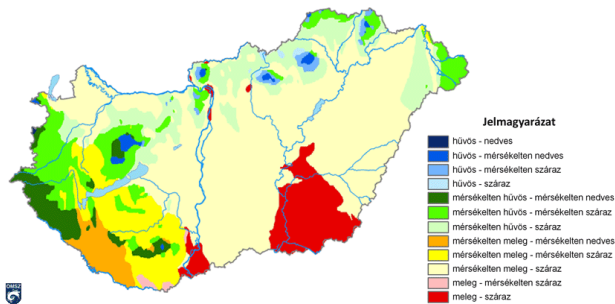 Jelmagyarázat
hűvös - nedves
hűvös - mérsékelten nedves
hűvös - mérsékelten száraz
hűvös - száraz
mérsékelten hűvös - mérsékelten nedves
mérsékelten hűvös - mérsékelten száraz
mérsékelten hűvös - száraz
mérsékelten meleg - mérsékelten nedves
mérsékelten meleg - mérsékelten száraz
mérsékelten meleg - száraz
meleg - mérsékelten száraz
meleg - száraz
OMSZ